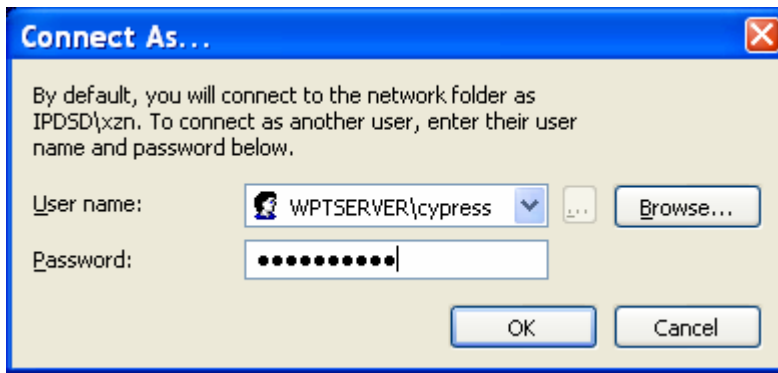 Connect As...
By default, you will connect to the network folder as
IPDSD\xzn. To connect as another user, enter their user
name and password below.
User name: WPTSERVER\cypress ... Browse...
Password: ●●●●●●●●●●
OK Cancel